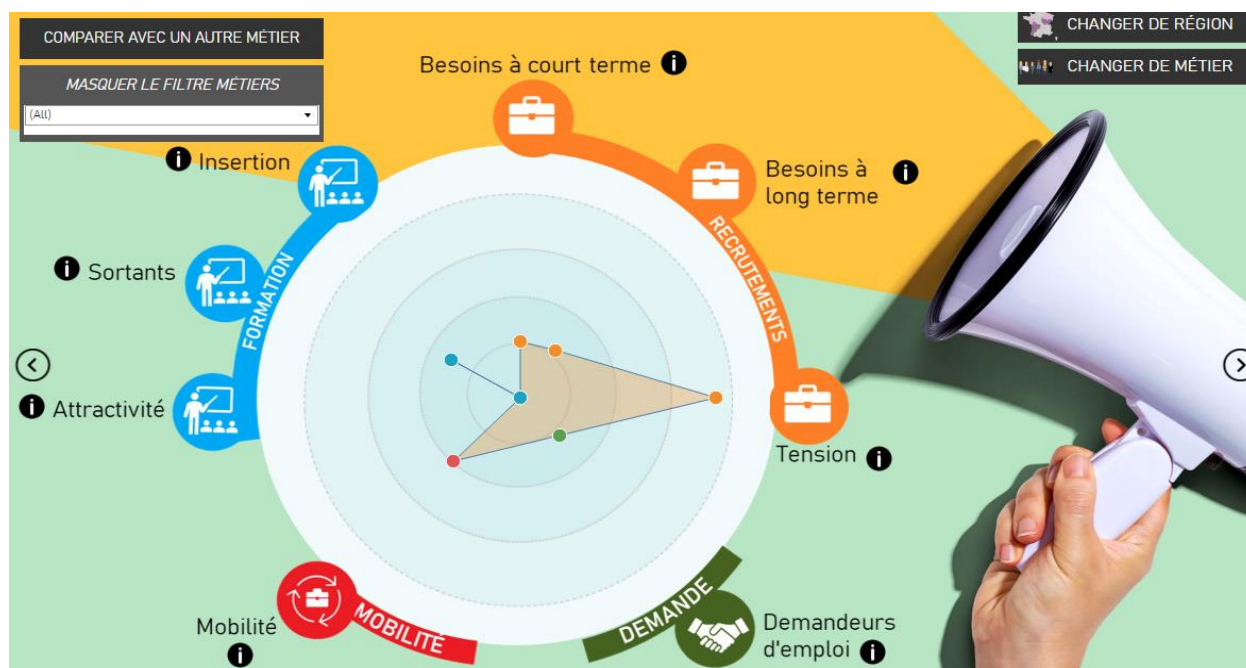 COMPARER AVEC UN AUTRE MÉTIER
MASQUER LE FILTRE MÉTIERS
(All)
CHANGER DE RÉGION
CHANGER DE MÉTIER
Besoins à court terme i
i Insertion
Besoins à i
long terme
i Sortants
FORMATION
RECRUTEMENTS
i Attractivité
Tension i
Mobilité
i
MOBILITÉ
DEMANDE
Demandeurs
d'emploi i